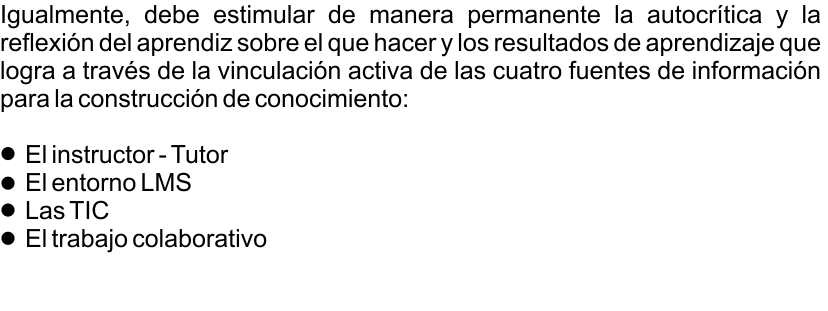 Igualmente, debe estimular de manera permanente la autocrítica y la
reflexión del aprendiz sobre el que hacer y los resultados de aprendizaje que
logra a través de la vinculación activa de las cuatro fuentes de información
para la construcción de conocimiento:
● El instructor - Tutor
● El entorno LMS
● Las TIC
● El trabajo colaborativo